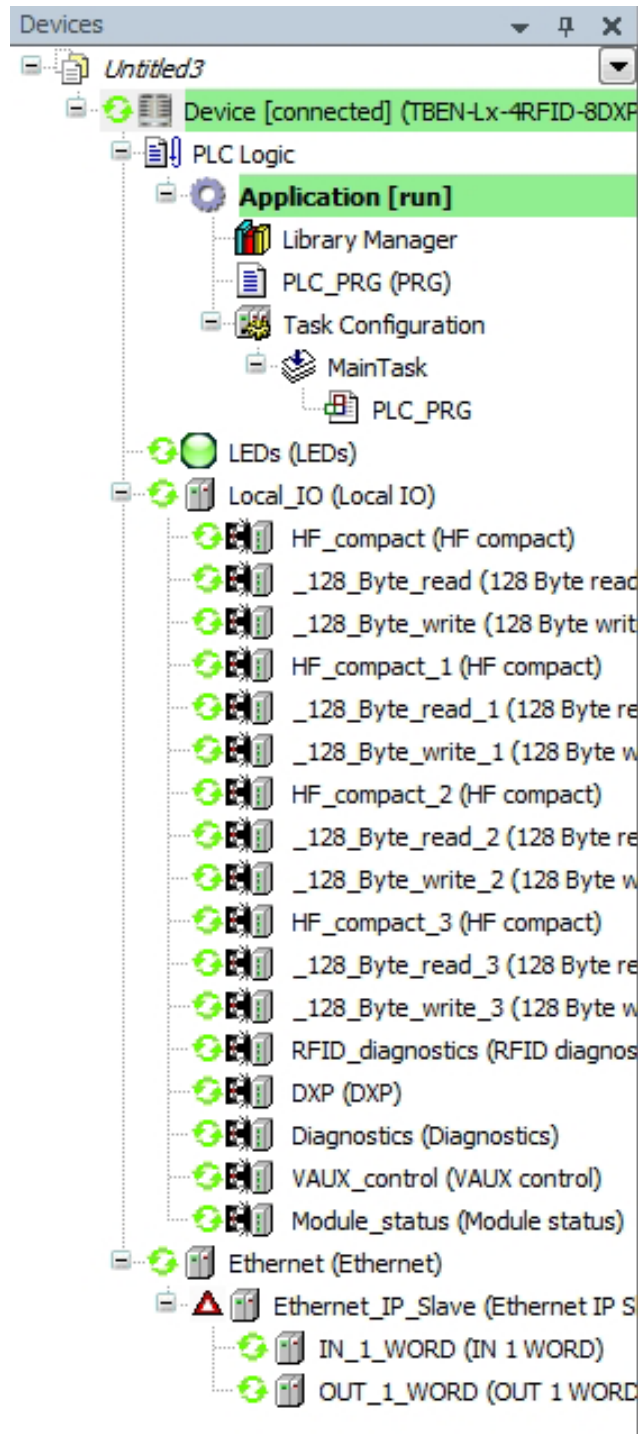 Devices
Untitled3
Device [connected] (TBEN-Lx-4RFID-8DXP
PLC Logic
Application [run]
Library Manager
PLC_PRG (PRG)
Task Configuration
MainTask
PLC_PRG
LEDs (LEDs)
Local_IO (Local IO)
HF_compact (HF compact)
_128_Byte_read (128 Byte read
_128_Byte_write (128 Byte writ
HF_compact_1 (HF compact)
_128_Byte_read_1 (128 Byte re
_128_Byte_write_1 (128 Byte w
HF_compact_2 (HF compact)
_128_Byte_read_2 (128 Byte re
_128_Byte_write_2 (128 Byte w
HF_compact_3 (HF compact)
_128_Byte_read_3 (128 Byte re
_128_Byte_write_3 (128 Byte w
RFID_diagnostics (RFID diagnos
DXP (DXP)
Diagnostics (Diagnostics)
VAUX_control (VAUX control)
Module_status (Module status)
Ethernet (Ethernet)
Ethernet_IP_Slave (Ethernet IP S
IN_1_WORD (IN 1 WORD)
OUT_1_WORD (OUT 1 WORD